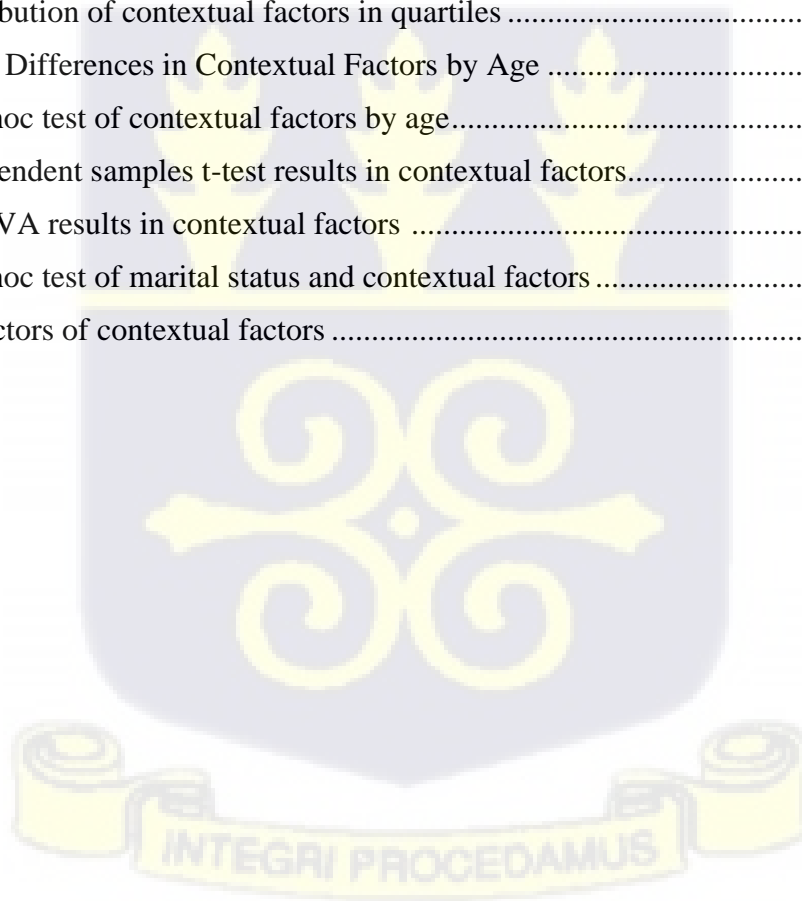 bution of contextual factors in quartiles ....................................
Differences in Contextual Factors by Age ...............................
noc test of contextual factors by age...........................................
endent samples t-test results in contextual factors.....................
VA results in contextual factors ................................................
noc test of marital status and contextual factors.........................
ctors of contextual factors ..........................................................
INTEGRI PROCEDAMUS